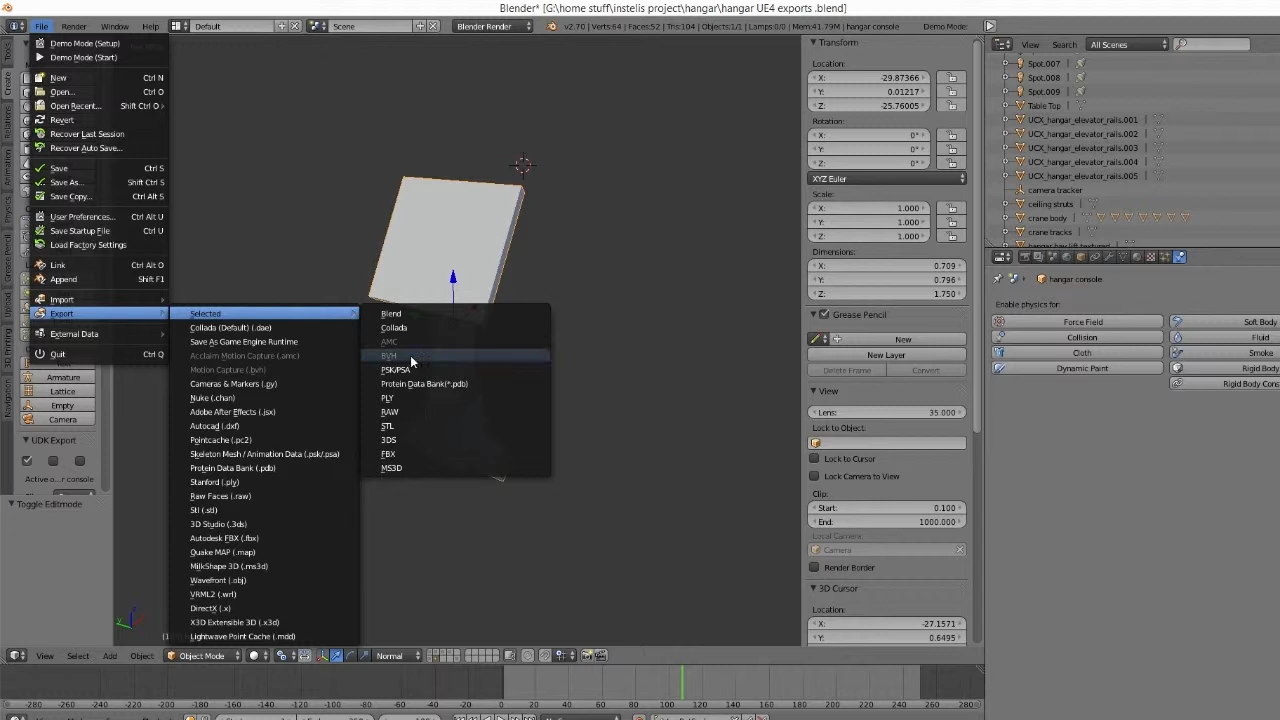 Blender* [G:\home stuff\instelis project\hangar\hangar UE4 exports .blend]
File Render Window Help Default Scene Blender Render v2.70 | Verts:64 | Faces:52 | Tris:104 | Objects:1/1 | Lamps:0/0 | Mem:41.79M | hangar console Demo Mode:
Demo Mode (Setup)
Demo Mode (Start)
New Ctrl N
Open... Ctrl O
Open Recent... Shift Ctrl O
Revert
Recover Last Session
Recover Auto Save...
Save Ctrl S
Save As... Shift Ctrl S
Save Copy... Ctrl Alt S
User Preferences... Ctrl Alt U
Save Startup File Ctrl U
Load Factory Settings
Link Ctrl Alt O
Append Shift F1
Import
Export
External Data
Quit Ctrl Q
Selected
Collada (Default) (.dae)
Save As Game Engine Runtime
Acclaim Motion Capture (.amc)
Motion Capture (.bvh)
Cameras & Markers (.py)
Nuke (.chan)
Adobe After Effects (.jsx)
Autocad (.dxf)
Pointcache (.pc2)
Skeleton Mesh / Animation Data (.psk/.psa)
Protein Data Bank (.pdb)
Stanford (.ply)
Raw Faces (.raw)
Stl (.stl)
3D Studio (.3ds)
Autodesk FBX (.fbx)
Quake MAP (.map)
MilkShape 3D (.ms3d)
Wavefront (.obj)
VRML2 (.wrl)
DirectX (.x)
X3D Extensible 3D (.x3d)
Lightwave Point Cache (.mdd)
Blend
Collada
AMC
BVH
PSK/PSA
Protein Data Bank(*.pdb)
PLY
RAW
STL
3DS
FBX
MS3D
Tools
Create
Relations
Animation
Physics
Grease Pencil
Upload
3D Printing
Armature
Lattice
Empty
Camera
UDK Export
Active o...r console
Toggle Editmode
Transform
Location:
X: -29.87366
Y: 0.01217
Z: -25.76005
Rotation:
X: 0°
Y: 0°
Z: 0°
XYZ Euler
Scale:
X: 1.000
Y: 1.000
Z: 1.000
Dimensions:
X: 0.709
Y: 0.796
Z: 1.750
Grease Pencil
New
New Layer
Delete Frame Convert
View
Lens: 35.000
Lock to Object:
Lock to Cursor
Lock Camera to View
Clip:
Start: 0.100
End: 1000.000
Local Camera:
Camera
Render Border
3D Cursor
Location:
X: -27.1571
Y: 0.6495
View Search All Scenes
Spot.007
Spot.008
Spot.009
Table Top
UCX_hangar_elevator_rails.001
UCX_hangar_elevator_rails.002
UCX_hangar_elevator_rails.003
UCX_hangar_elevator_rails.004
UCX_hangar_elevator_rails.005
camera tracker
ceiling struts
crane body
crane tracks
hangar bay lift textured
hangar console
Enable physics for:
Force Field Soft Body
Collision Fluid
Cloth Smoke
Dynamic Paint Rigid Body
Rigid Body Cons
View Select Add Object Object Mode Normal
-280 -260 -240 -220 -200 -180 -160 -140 -120 -100 -80 -60 -40 -20 0 20 40 60 80 100 120 140 160 180 200 220 240 260 280